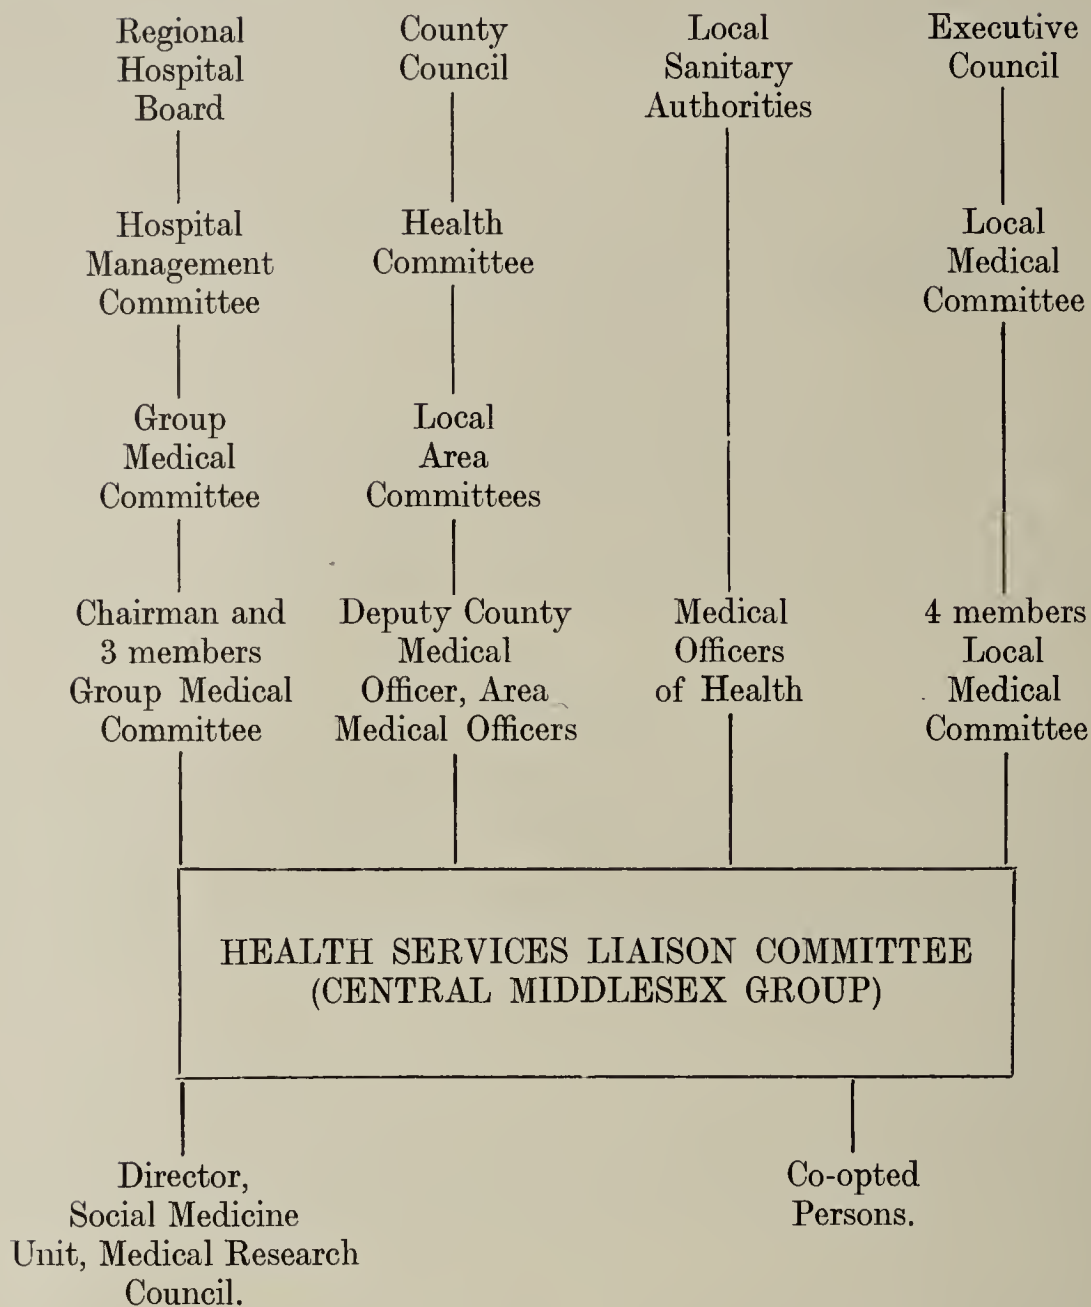 Regional
Hospital
Board
County
Council
Local
Sanitary
Authorities
Executive
Council
Hospital
Management
Committee
Health
Committee
Local
Medical
Committee
Group
Medical
Committee
Local
Area
Committees
Chairman and
3 members
Group Medical
Committee
Deputy County
Medical
Officer, Area
Medical Officers
Medical
Officers
of Health
4 members
Local
Medical
Committee
HEALTH SERVICES LIAISON COMMITTEE
(CENTRAL MIDDLESEX GROUP)
Director,
Social Medicine
Unit, Medical Research
Council.
Co-opted
Persons.